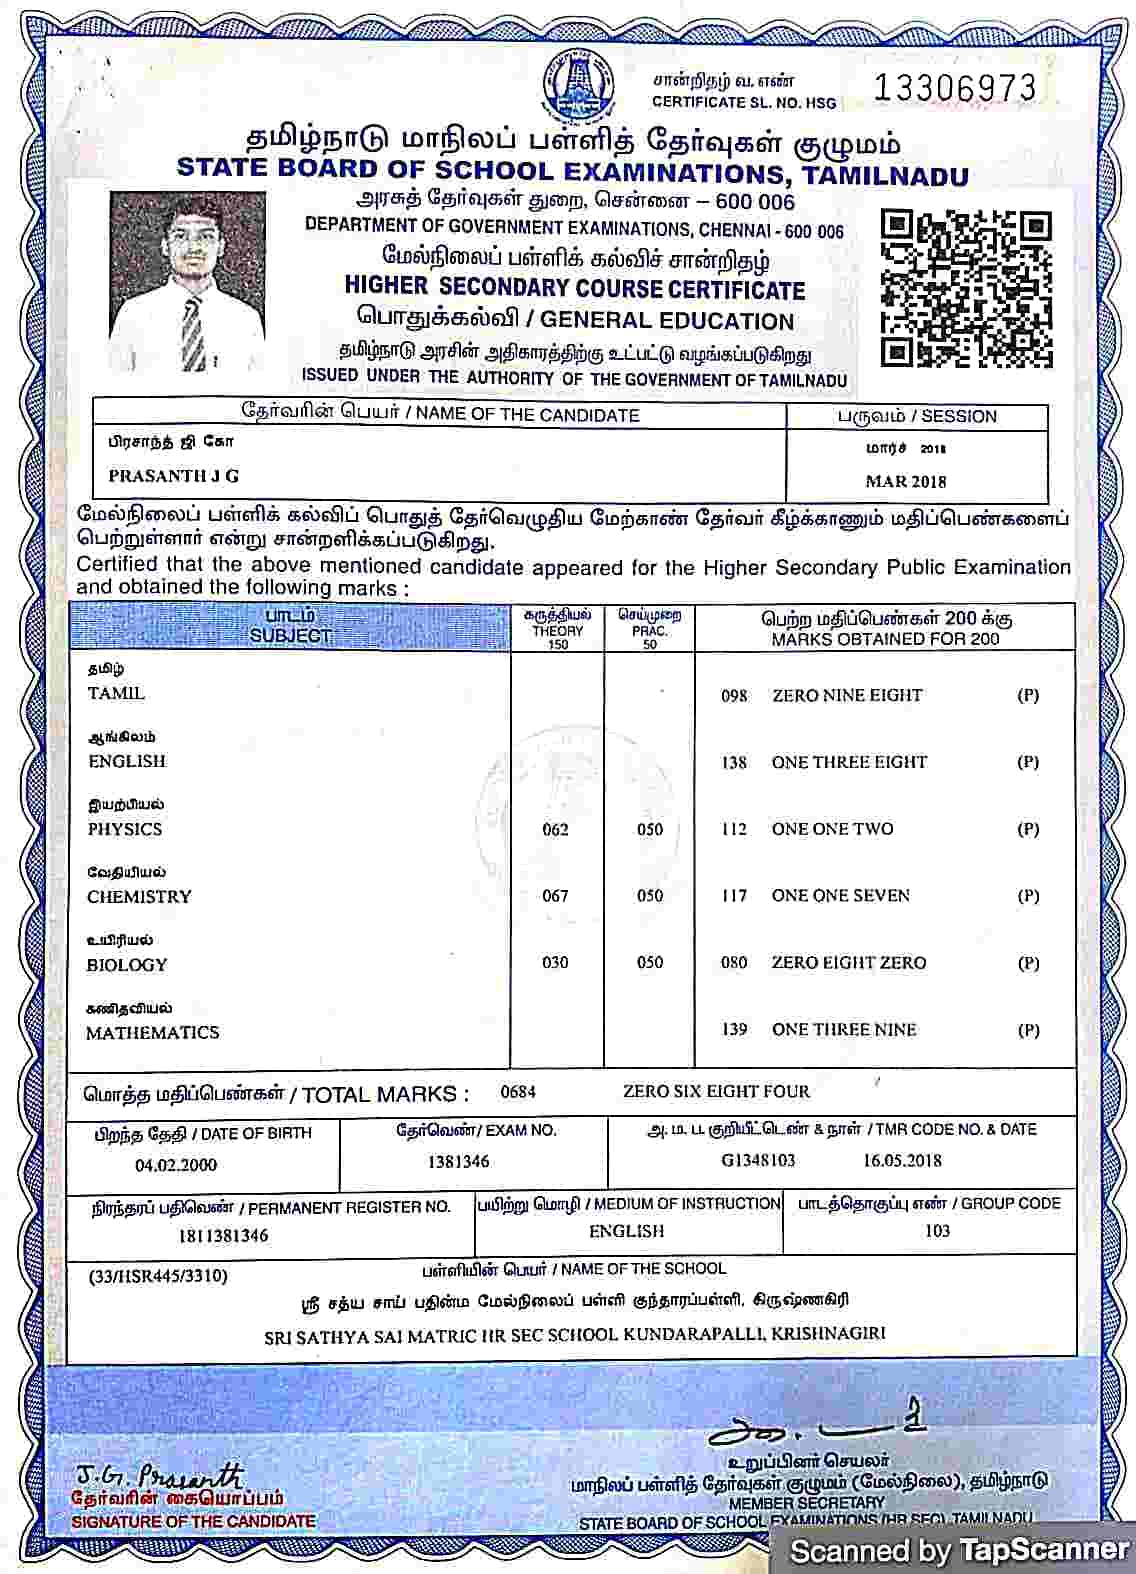 சான்றிதழ் வ. எண்
CERTIFICATE SL. NO. HSG 13306973
தமிழ்நாடு மாநிலப் பள்ளித் தேர்வுகள் குழுமம்
STATE BOARD OF SCHOOL EXAMINATIONS, TAMILNADU
அரசுத் தேர்வுகள் துறை, சென்னை – 600 006
DEPARTMENT OF GOVERNMENT EXAMINATIONS, CHENNAI - 600 006
மேல்நிலைப் பள்ளிக் கல்விச் சான்றிதழ்
HIGHER SECONDARY COURSE CERTIFICATE
பொதுக்கல்வி / GENERAL EDUCATION
தமிழ்நாடு அரசின் அதிகாரத்திற்கு உட்பட்டு வழங்கப்படுகிறது
ISSUED UNDER THE AUTHORITY OF THE GOVERNMENT OF TAMILNADU
தேர்வரின் பெயர் / NAME OF THE CANDIDATE பருவம் / SESSION
பிரசாந்த் ஜி கோ மார்ச் 2018
PRASANTH J G MAR 2018
மேல்நிலைப் பள்ளிக் கல்விப் பொதுத் தேர்வெழுதிய மேற்காண் தேர்வர் கீழ்க்காணும் மதிப்பெண்களைப்
பெற்றுள்ளார் என்று சான்றளிக்கப்படுகிறது.
Certified that the above mentioned candidate appeared for the Higher Secondary Public Examination
and obtained the following marks :
பாடம் கருத்தியல் செய்முறை பெற்ற மதிப்பெண்கள் 200 க்கு
SUBJECT THEORY 150 PRAC. 50 MARKS OBTAINED FOR 200
தமிழ்
TAMIL 098 ZERO NINE EIGHT (P)
ஆங்கிலம்
ENGLISH 138 ONE THREE EIGHT (P)
இயற்பியல்
PHYSICS 062 050 112 ONE ONE TWO (P)
வேதியியல்
CHEMISTRY 067 050 117 ONE ONE SEVEN (P)
உயிரியல்
BIOLOGY 030 050 080 ZERO EIGHT ZERO (P)
கணிதவியல்
MATHEMATICS 139 ONE THREE NINE (P)
மொத்த மதிப்பெண்கள் / TOTAL MARKS : 0684 ZERO SIX EIGHT FOUR
பிறந்த தேதி / DATE OF BIRTH தேர்வெண்/ EXAM NO. அ. ம. ப. குறியீட்டெண் & நாள் / TMR CODE NO. & DATE
04.02.2000 1381346 G1348103 16.05.2018
நிரந்தரப் பதிவெண் / PERMANENT REGISTER NO. பயிற்று மொழி / MEDIUM OF INSTRUCTION பாடத்தொகுப்பு எண் / GROUP CODE
1811381346 ENGLISH 103
(33/HSR445/3310) பள்ளியின் பெயர் / NAME OF THE SCHOOL
ஸ்ரீ சத்ய சாய் பதின்ம மேல்நிலைப் பள்ளி குந்தாரப்பள்ளி, கிருஷ்ணகிரி
SRI SATHYA SAI MATRIC HR SEC SCHOOL KUNDARAPALLI, KRISHNAGIRI
J.G. Prasanth
தேர்வரின் கையொப்பம்
SIGNATURE OF THE CANDIDATE
உறுப்பினர் செயலர்
மாநிலப் பள்ளித் தேர்வுகள் குழுமம் (மேல்நிலை), தமிழ்நாடு
MEMBER SECRETARY
STATE BOARD OF SCHOOL EXAMINATIONS (HR SEC), TAMILNADU
Scanned by TapScanner